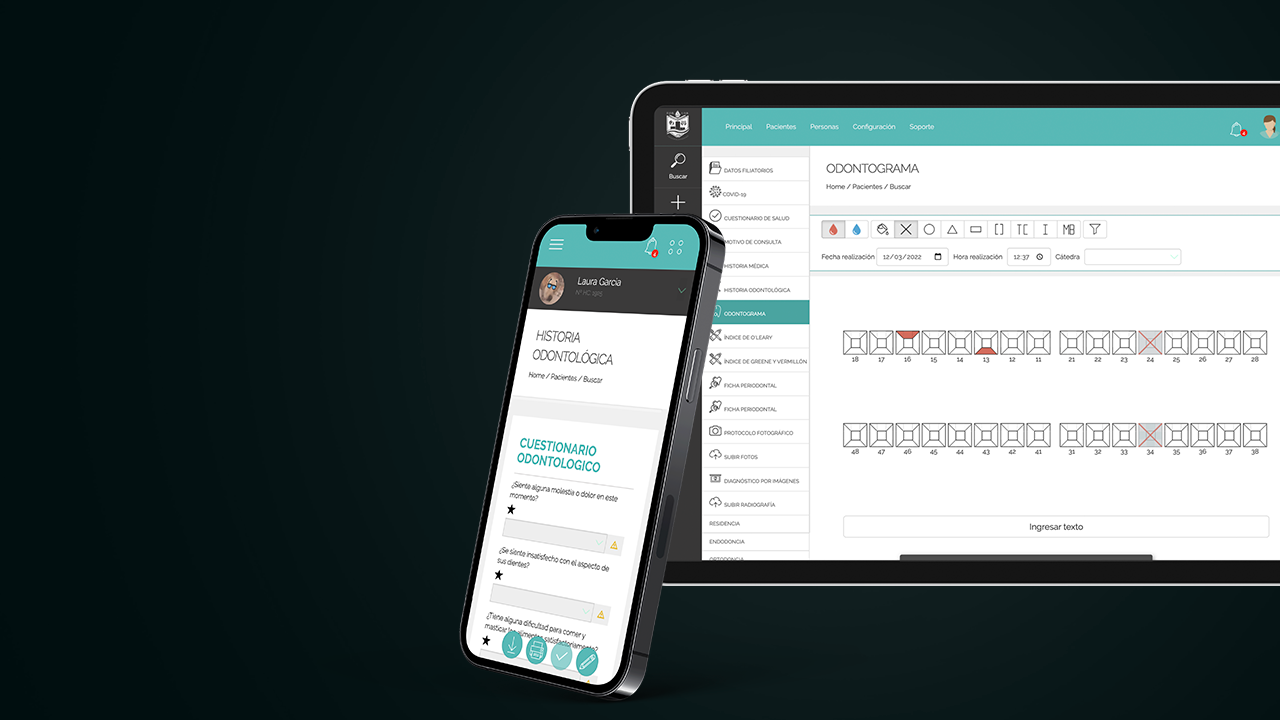 Principal Pacientes Personas Configuración Soporte
4
Buscar
DATOS FILIATORIOS
COVID-19
CUESTIONARIO DE SALUD
MOTIVO DE CONSULTA
HISTORIA MÉDICA
HISTORIA ODONTOLÓGICA
ODONTOGRAMA
ÍNDICE DE O'LEARY
ÍNDICE DE GREENE Y VERMILLÓN
FICHA PERIODONTAL
FICHA PERIODONTAL
PROTOCOLO FOTOGRÁFICO
SUBIR FOTOS
DIAGNÓSTICO POR IMÁGENES
SUBIR RADIOGRAFÍA
RESIDENCIA
ENDODONCIA
ORTODONCIA
ODONTOGRAMA
Home / Pacientes / Buscar
TC I MB
Fecha realización 12/03/2022 Hora realización 12:37 Cátedra
18 17 16 15 14 13 12 11 21 22 23 24 25 26 27 28
48 47 46 45 44 43 42 41 31 32 33 34 35 36 37 38
Ingresar texto
4
Laura Garcia
HISTORIA
ODONTOLÓGICA
Home / Pacientes / Buscar
CUESTIONARIO
ODONTOLOGICO
¿Siente alguna molestia o dolor en este
momento?
¿Se siente insatisfecho con el aspecto de
sus dientes?
¿Tiene alguna dificultad para comer y
masticar los alimentos satisfactoriamente?